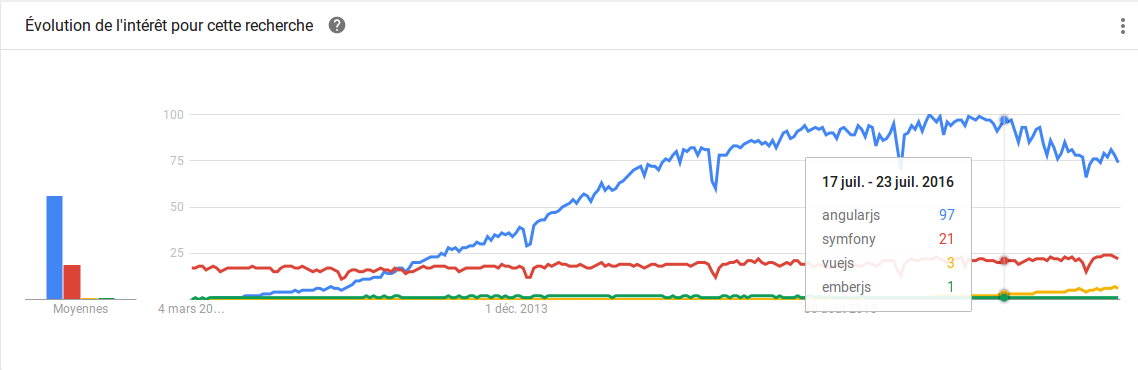 Évolution de l'intérêt pour cette recherche ?
100
75
50
25
17 juil. - 23 juil. 2016
angularjs 97
symfony 21
vuejs 3
emberjs 1
Moyennes
4 mars 20…
1 déc. 2013